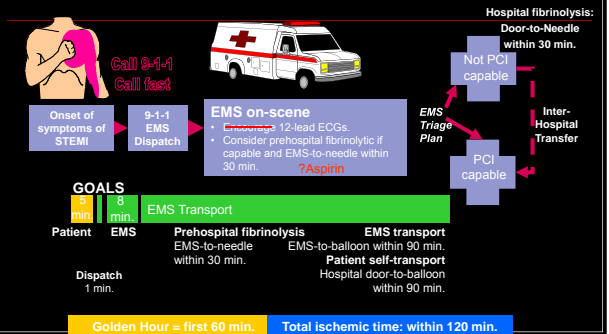 Hospital fibrinolysis:
Door-to-Needle
within 30 min.
Call 9-1-1
Call fast
Not PCI
capable
Onset of
symptoms of
STEMI
9-1-1
EMS
Dispatch
EMS on-scene
• Encourage 12-lead ECGs.
• Consider prehospital fibrinolytic if
capable and EMS-to-needle within
30 min.
?Aspirin
EMS
Triage
Plan
Inter-
Hospital
Transfer
PCI
capable
GOALS
5
min.
8
min.
EMS Transport
Patient
EMS
Dispatch
1 min.
Prehospital fibrinolysis
EMS-to-needle
within 30 min.
EMS transport
EMS-to-balloon within 90 min.
Patient self-transport
Hospital door-to-balloon
within 90 min.
Golden Hour = first 60 min.
Total ischemic time: within 120 min.